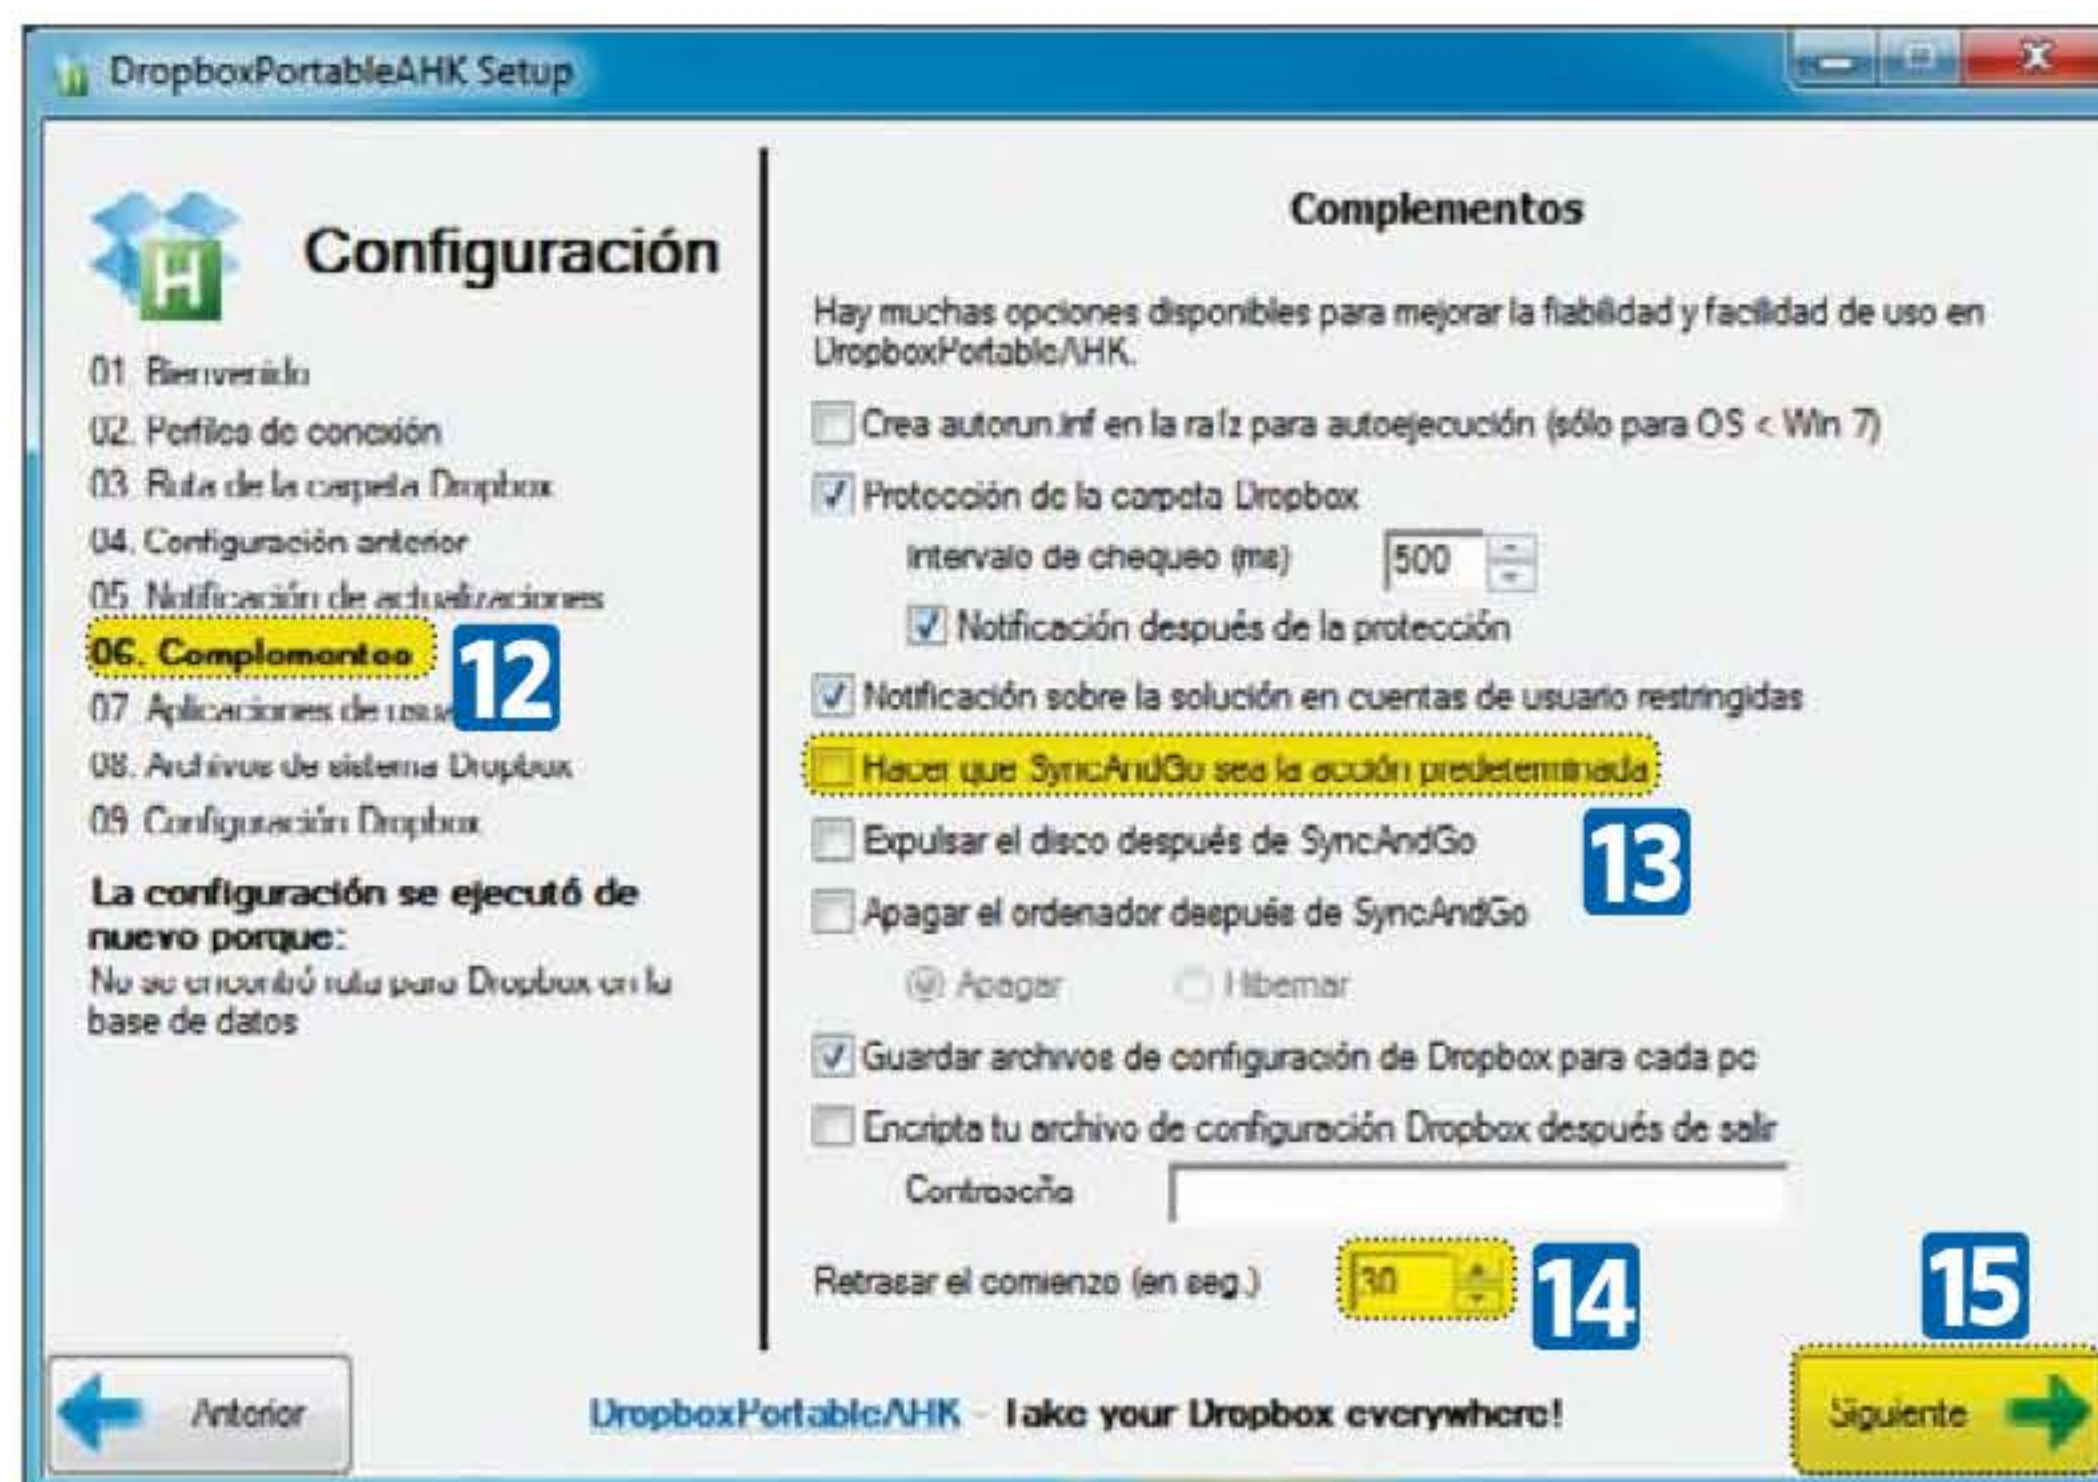 DropboxPortableAHK Setup
Configuración
01. Bienvenido
02. Perfiles de conexión
03. Ruta de la carpeta Dropbox
04. Configuración anterior
05. Notificación de actualizaciones
06. Complementos
12
07. Aplicaciones de usua
08. Archivos de sistema Dropbox
09. Configuración Dropbox
La configuración se ejecutó de
nuevo porque:
No se encontró ruta para Dropbox en la
base de datos
Complementos
Hay muchas opciones disponibles para mejorar la fiabilidad y facilidad de uso en
DropboxPortableAHK.
Crea autorun.inf en la raíz para autoejecución (sólo para OS < Win 7)
Protección de la carpeta Dropbox
Intervalo de chequeo (ms) 500
Notificación después de la protección
Notificación sobre la solución en cuentas de usuario restringidas
Hacer que SyncAndGo sea la acción predeterminada
13
Expulsar el disco después de SyncAndGo
Apagar el ordenador después de SyncAndGo
Apagar Hibernar
Guardar archivos de configuración de Dropbox para cada pc
Encripta tu archivo de configuración Dropbox después de salir
Contraseña
Retrasar el comienzo (en seg.) 30 14
15
Anterior
DropboxPortableAHK - Take your Dropbox everywhere!
Siguiente